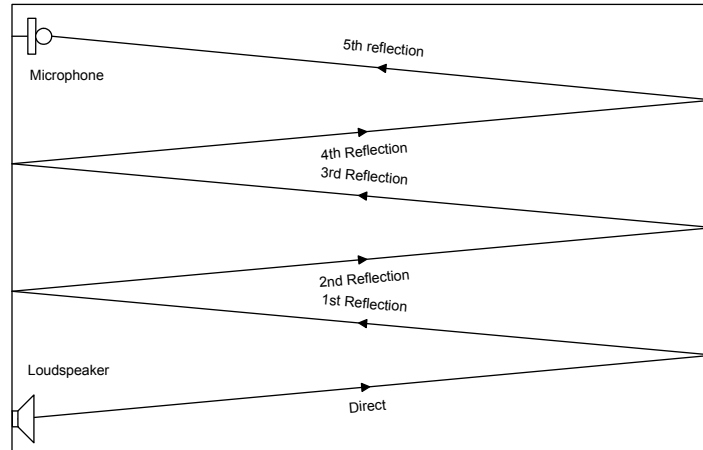 5th reflection
Microphone
4th Reflection
3rd Reflection
2nd Reflection
1st Reflection
Loudspeaker
Direct